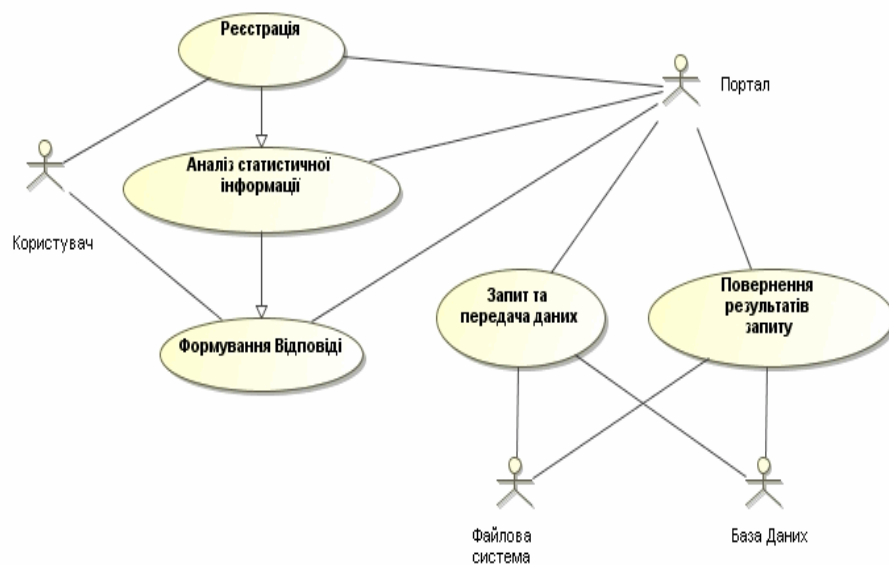 Реєстрація
Портал
Аналіз статистичної
інформації
Користувач
Запит та
передача даних
Повернення
результатів
запиту
Формування Відповіді
Файлова
система
База Даних